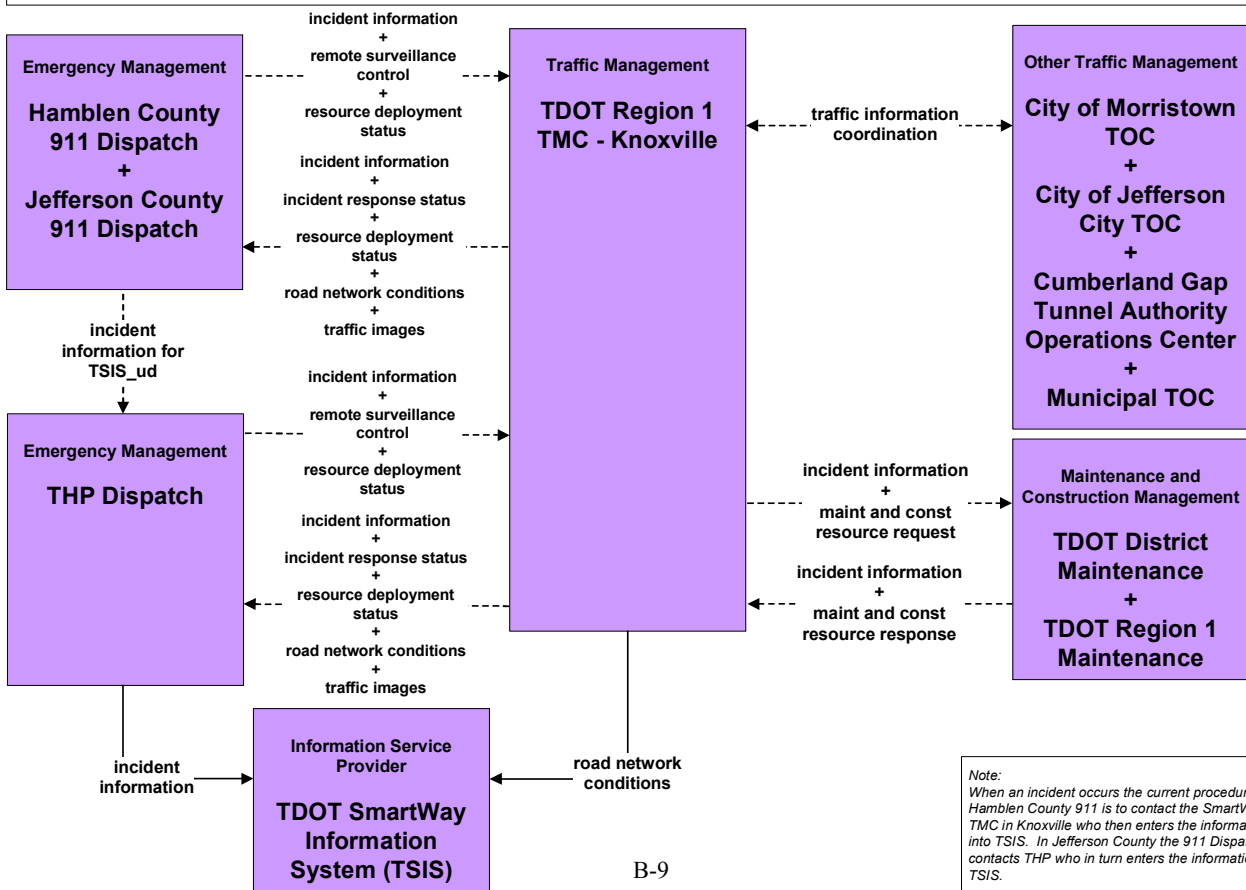 Emergency Management
Hamblen County
911 Dispatch
+
Jefferson County
911 Dispatch
incident information
+
remote surveillance
control
+
resource deployment
status
incident information
+
incident response status
+
resource deployment
status
+
road network conditions
+
traffic images
Traffic Management
TDOT Region 1
TMC - Knoxville
traffic information
coordination
Other Traffic Management
City of Morristown
TOC
+
City of Jefferson
City TOC
+
Cumberland Gap
Tunnel Authority
Operations Center
+
Municipal TOC
incident
information for
TSIS_ud
Emergency Management
THP Dispatch
incident information
+
remote surveillance
control
+
resource deployment
status
incident information
+
incident response status
+
resource deployment
status
+
road network conditions
+
traffic images
incident information
+
maint and const
resource request
incident information
+
maint and const
resource response
Maintenance and
Construction Management
TDOT District
Maintenance
+
TDOT Region 1
Maintenance
incident
information
Information Service
Provider
TDOT SmartWay
Information
System (TSIS)
road network
conditions
Note:
When an incident occurs the current
Hamblen County 911 is to contact the
TMC in Knoxville who then enters the
into TSIS. In Jefferson County the 911
contacts THP who in turn enters the
TSIS.
B-9